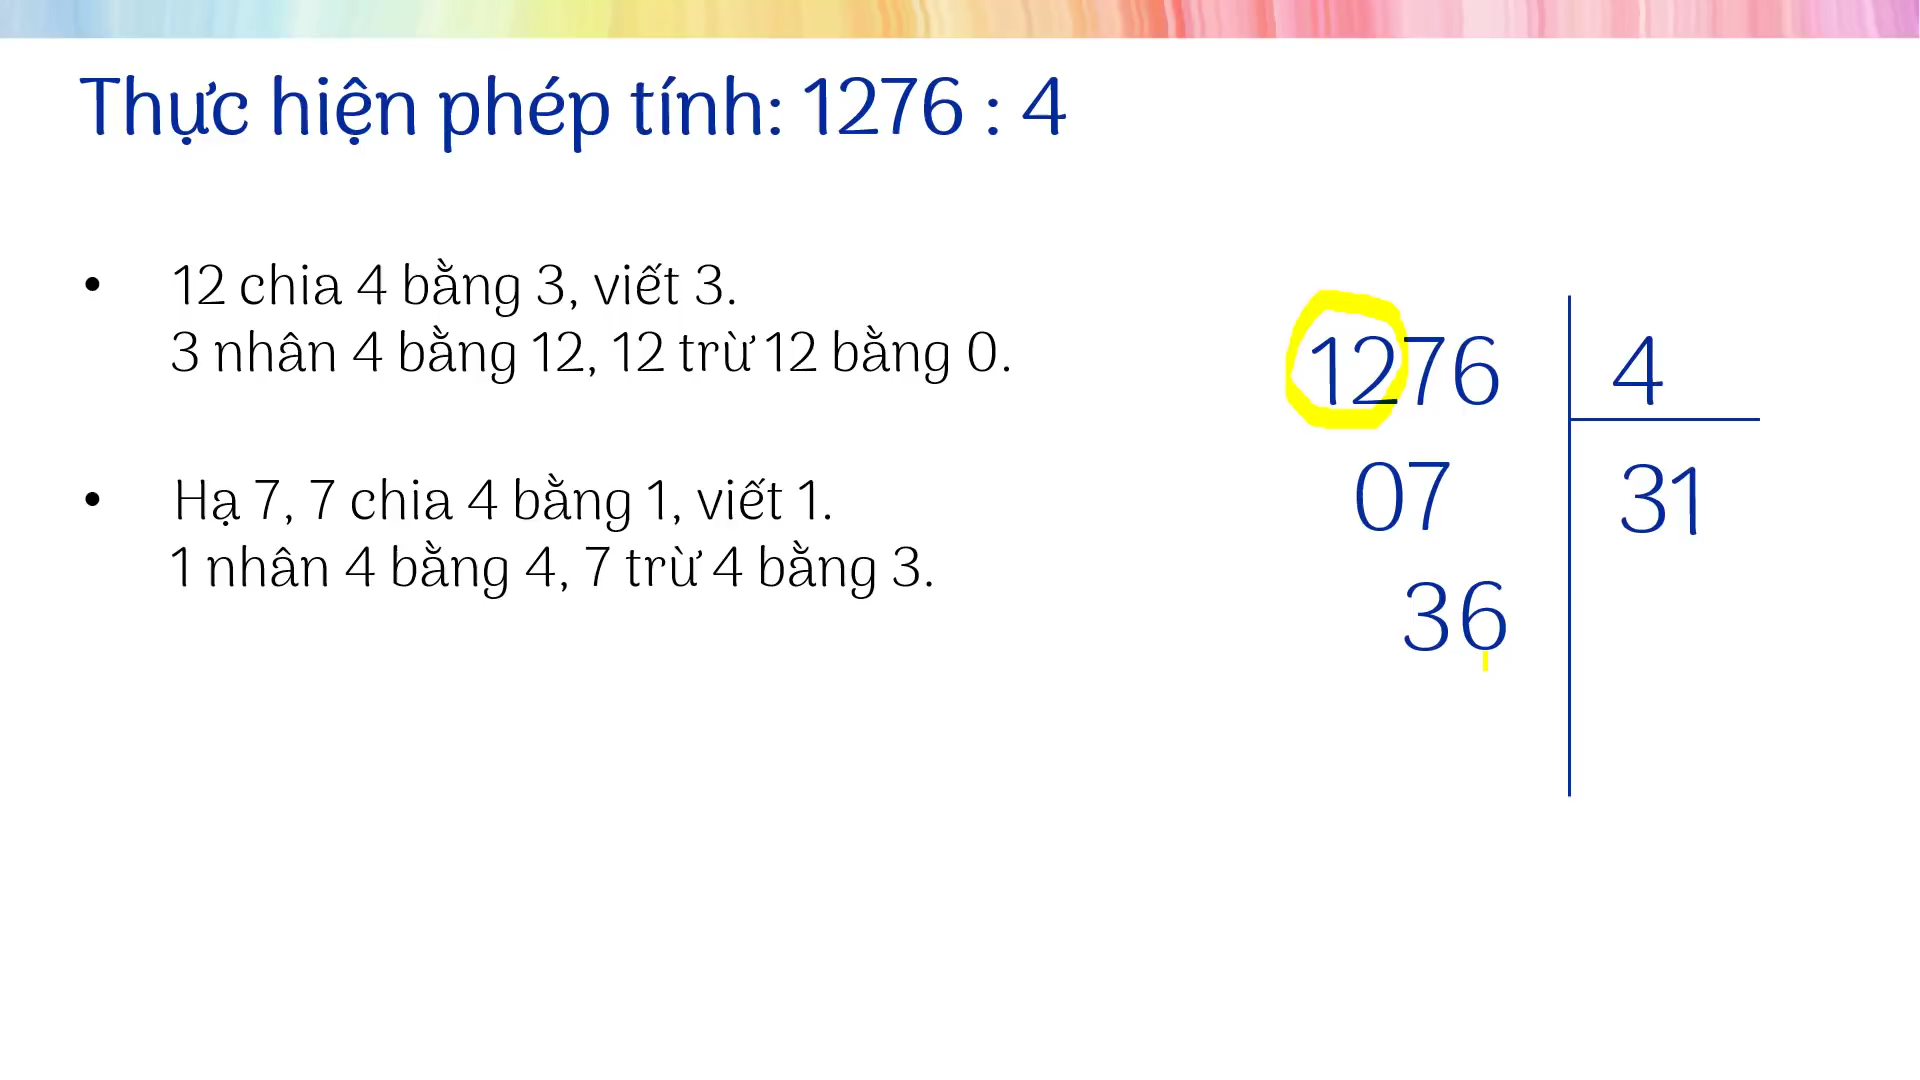 Thực hiện phép tính: 1276 : 4
• 12 chia 4 bằng 3, viết 3.
3 nhân 4 bằng 12, 12 trừ 12 bằng 0.
• Hạ 7, 7 chia 4 bằng 1, viết 1.
1 nhân 4 bằng 4, 7 trừ 4 bằng 3.
1276 4
07 31
36